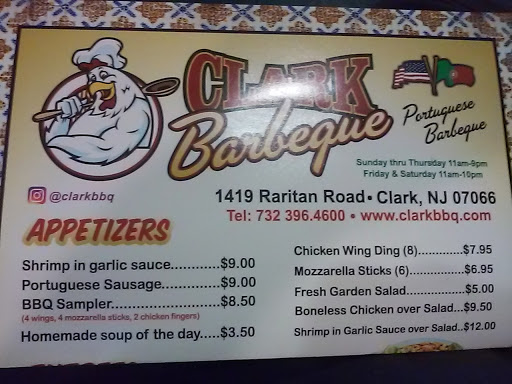 CLARK
Barbeque
Portuguese
Barbeque
Sunday thru Thursday 11am-9pm
Friday & Saturday 11am-10pm
@clarkbbq
1419 Raritan Road • Clark, NJ 07066
Tel: 732 396.4600 • www.clarkbbq.com
APPETIZERS
Shrimp in garlic sauce............$9.00
Portuguese Sausage............$9.00
BBQ Sampler............................$8.50
(4 wings, 4 mozzarella sticks, 2 chicken fingers)
Homemade soup of the day.....$3.50
Chicken Wing Ding (8)............$7.95
Mozzarella Sticks (6)..............$6.95
Fresh Garden Salad...............$5.00
Boneless Chicken over Salad...$9.50
Shrimp in Garlic Sauce over Salad..$12.00